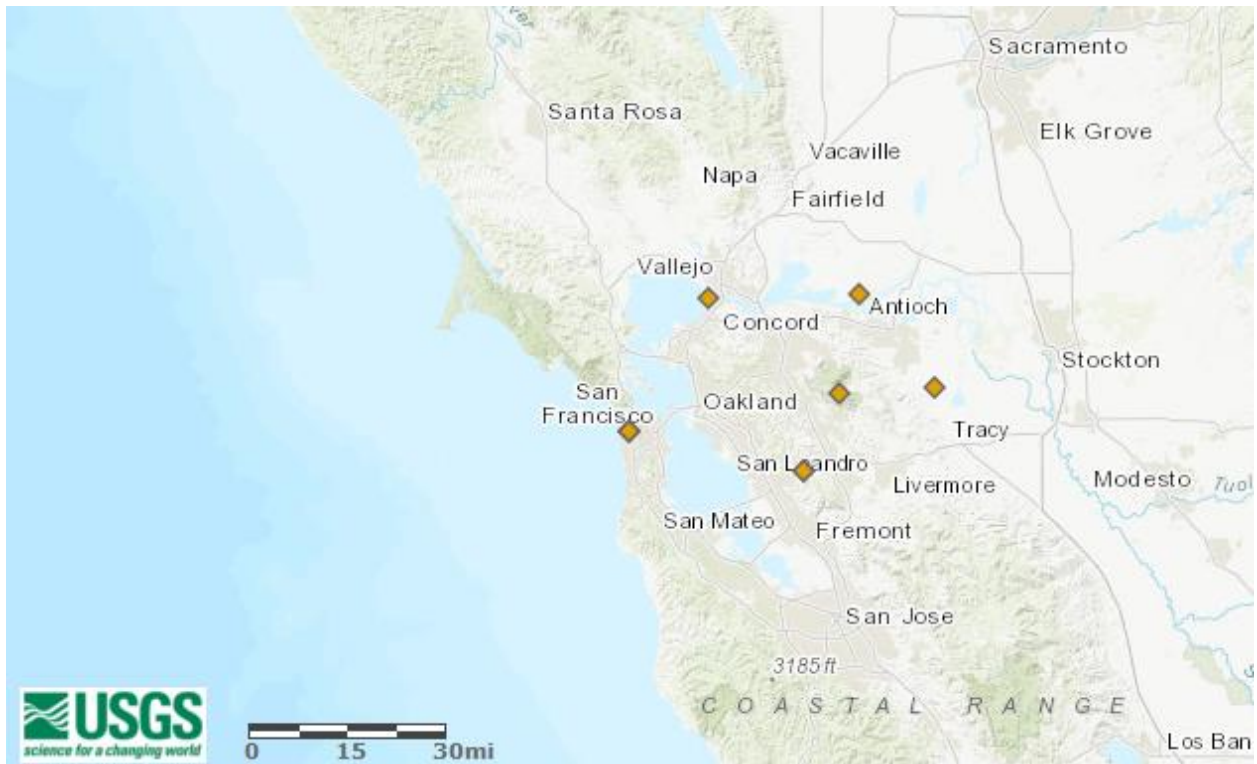 Sacramento
Santa Rosa
Elk Grove
Vacaville
Napa
Fairfield
Vallejo
Antioch
Concord
Stockton
San
Francisco
Oakland
Tracy
San Leandro
Livermore
Modesto
San Mateo
Fremont
San Jose
3185 ft
COASTAL RANGE
Los Ban
USGS
science for a changing world
0 15 30mi